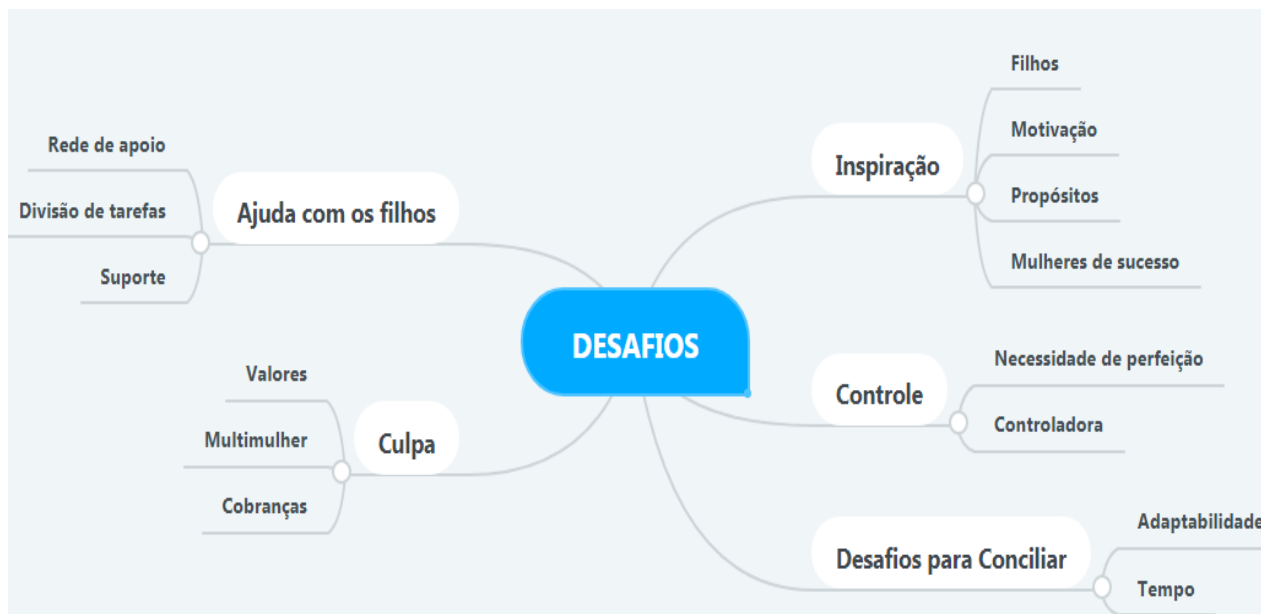 DESAFIOS
Ajuda com os filhos
Rede de apoio
Divisão de tarefas
Suporte
Culpa
Valores
Multimulher
Cobranças
Inspiração
Filhos
Motivação
Propósitos
Mulheres de sucesso
Controle
Necessidade de perfeição
Controladora
Desafios para Conciliar
Adaptabilidade
Tempo